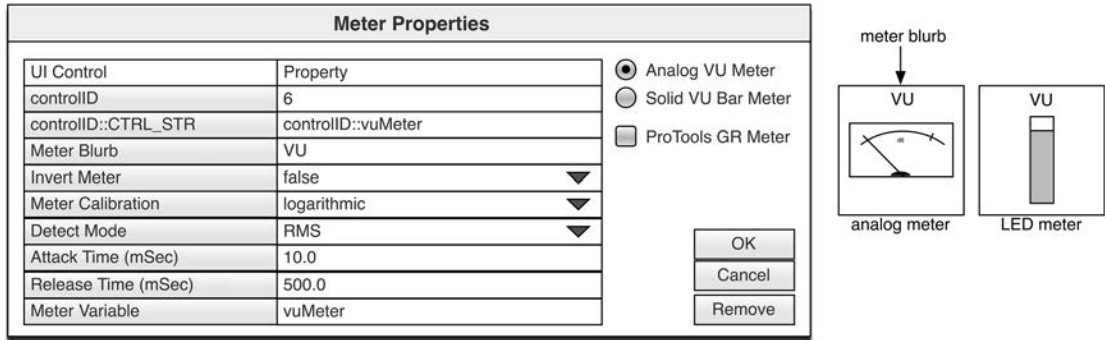 Meter Properties
UI Control Property
controlID 6
controlID::CTRL_STR controlID::vuMeter
Meter Blurb VU
Invert Meter false
Meter Calibration logarithmic
Detect Mode RMS
Attack Time (mSec) 10.0
Release Time (mSec) 500.0
Meter Variable vuMeter
Analog VU Meter
Solid VU Bar Meter
ProTools GR Meter
OK
Cancel
Remove
meter blurb
VU
analog meter
VU
LED meter